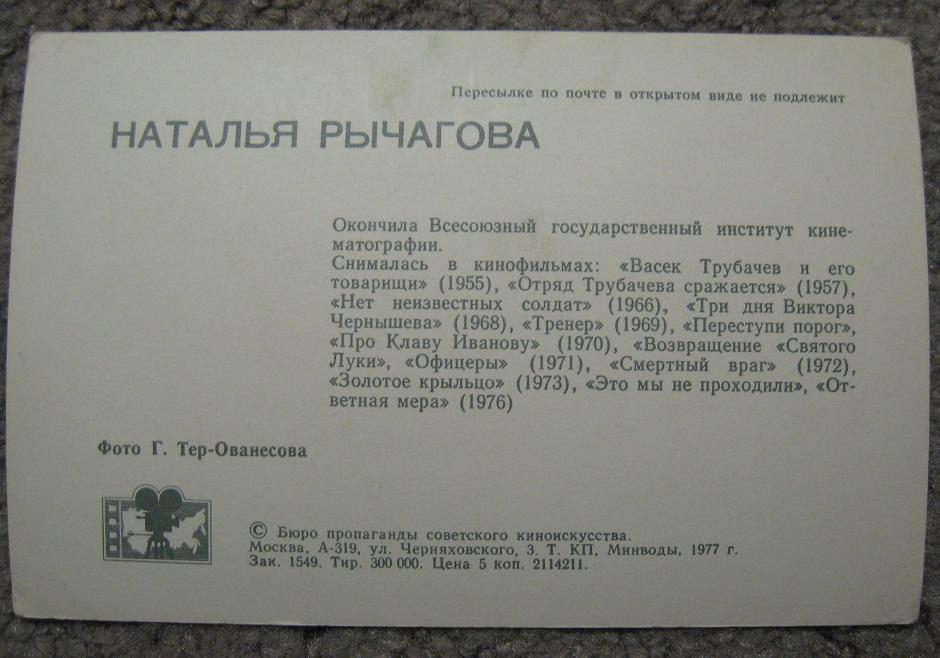 Пересылке по почте в открытом виде не подлежит
НАТАЛЬЯ РЫЧАГОВА
Окончила Всесоюзный государственный институт кине-
матографии.
Снималась в кинофильмах: «Васек Трубачев и его
товарищи» (1955), «Отряд Трубачева сражается» (1957),
«Нет неизвестных солдат» (1966), «Три дня Виктора
Чернышева» (1968), «Тренер» (1969), «Переступи порог»,
«Про Клаву Иванову» (1970), «Возвращение «Святого
Луки», «Офицеры» (1971), «Смертный враг» (1972),
«Золотое крыльцо» (1973), «Это мы не проходили», «От-
ветная мера» (1976)
Фото Г. Тер-Ованесова
© Бюро пропаганды советского киноискусства.
Москва, А-319, ул. Черняховского, 3. Т. КП, Минводы, 1977 г.
Зак. 1549. Тир. 300 000. Цена 5 коп. 2114211.